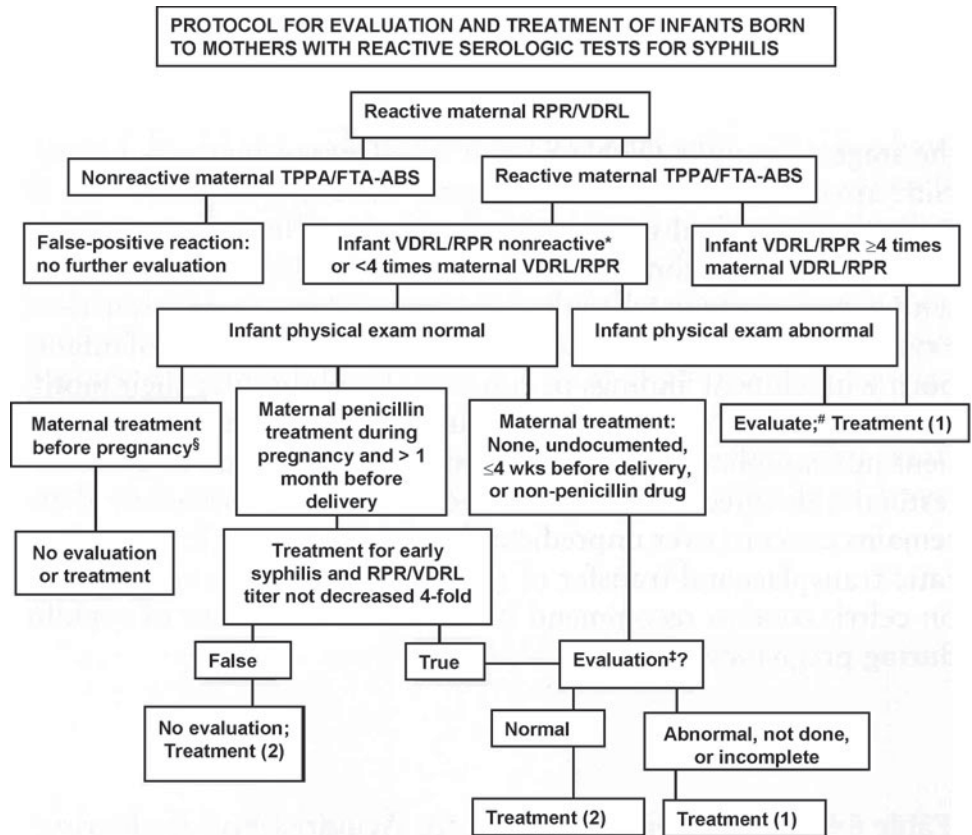 PROTOCOL FOR EVALUATION AND TREATMENT OF INFANTS BORN
TO MOTHERS WITH REACTIVE SEROLOGIC TESTS FOR SYPHILIS
Reactive maternal RPR/VDRL
Nonreactive maternal TPPA/FTA-ABS
Reactive maternal TPPA/FTA-ABS
False-positive reaction:
no further evaluation
Infant VDRL/RPR nonreactive*
or <4 times maternal VDRL/RPR
Infant VDRL/RPR ≥4 times
maternal VDRL/RPR
Infant physical exam normal
Infant physical exam abnormal
Maternal treatment
before pregnancy§
Maternal penicillin
treatment during
pregnancy and > 1
month before
delivery
Maternal treatment:
None, undocumented,
≤4 wks before delivery,
or non-penicillin drug
Evaluate;# Treatment (1)
No evaluation
or treatment
Treatment for early
syphilis and RPR/VDRL
titer not decreased 4-fold
False
True
Evaluation‡?
No evaluation;
Treatment (2)
Normal
Abnormal, not done,
or incomplete
Treatment (2)
Treatment (1)